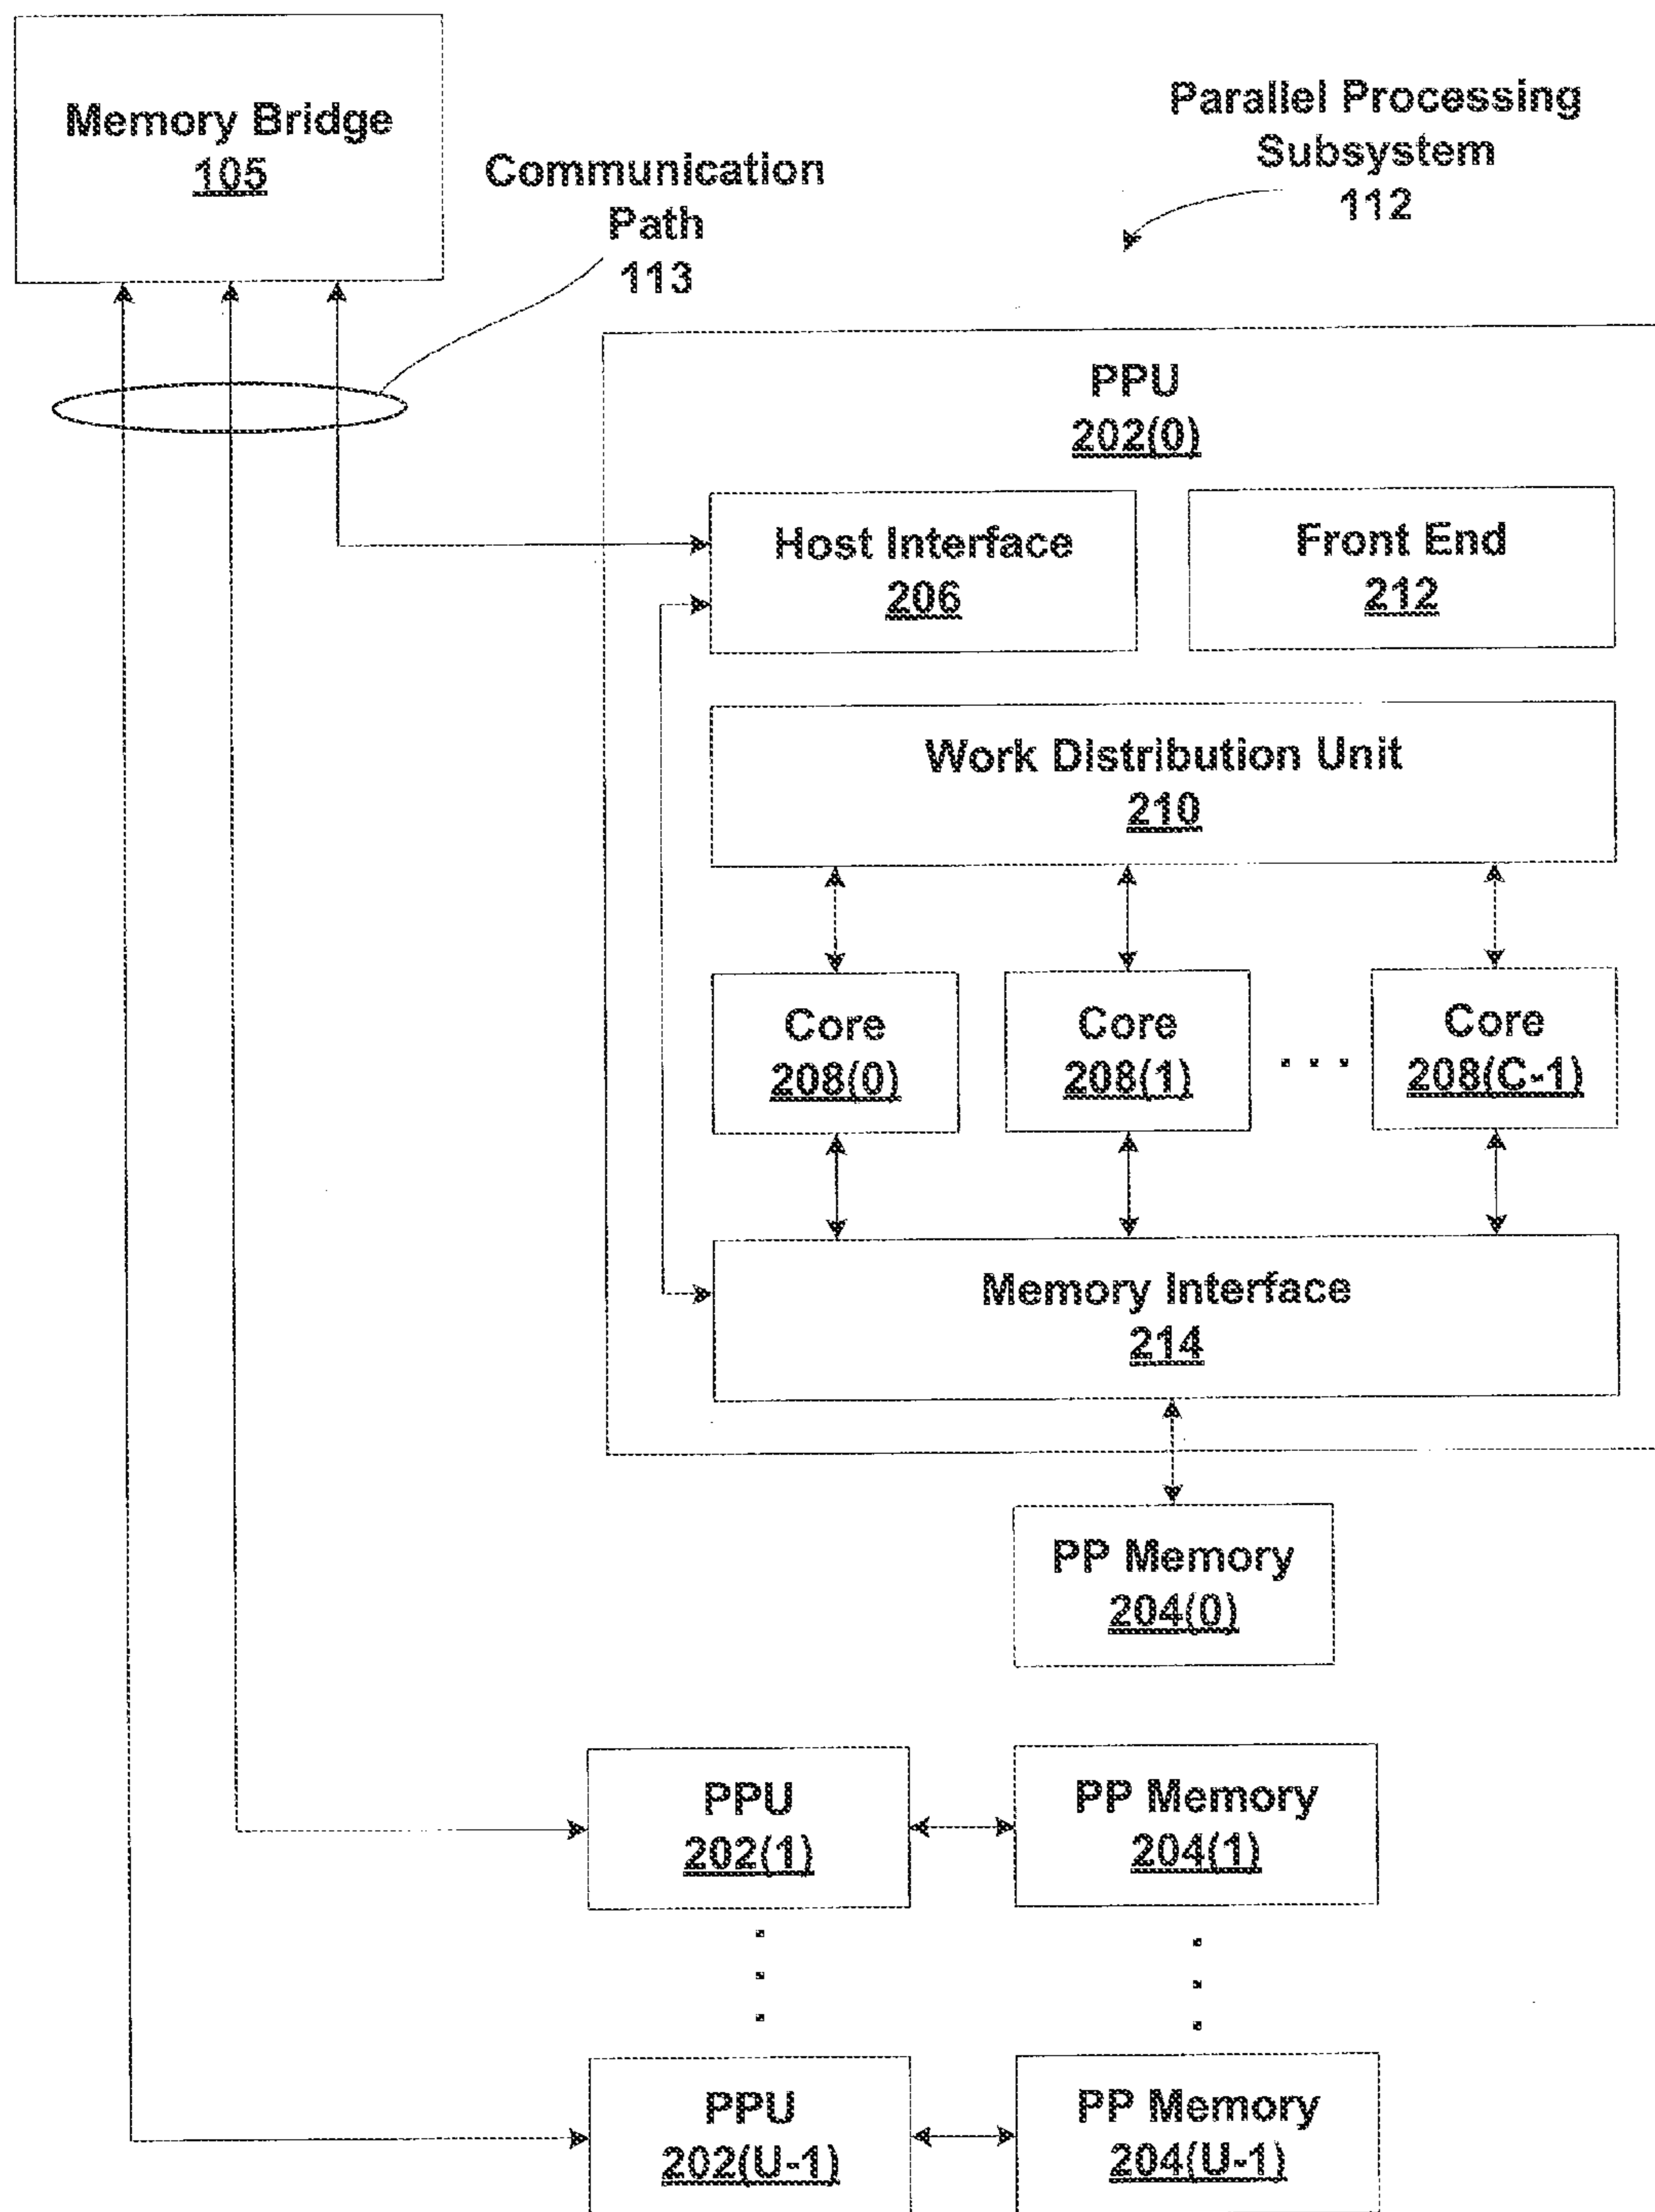 Memory Bridge
105
Communication
Path
113
Parallel Processing
Subsystem
112
PPU
202(0)
Host Interface
206
Front End
212
Work Distribution Unit
210
Core
208(0)
Core
208(1)
. . .
Core
208(C-1)
Memory Interface
214
PP Memory
204(0)
PPU
202(1)
PP Memory
204(1)
PPU
202(U-1)
PP Memory
204(U-1)